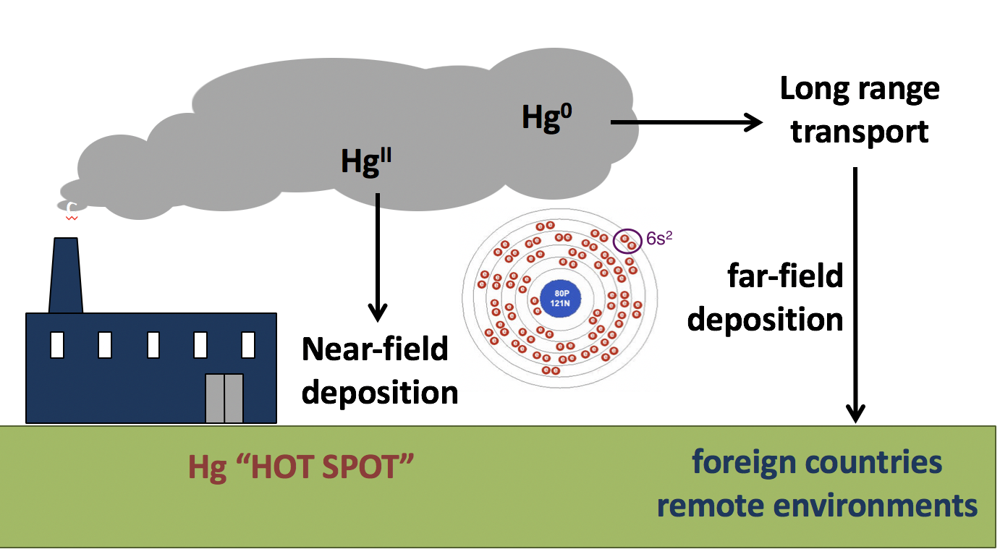 Hg⁰
Long range
transport
Hgᴵᴵ
C
6s²
80P
121N
far-field
deposition
Near-field
deposition
Hg “HOT SPOT”
foreign countries
remote environments